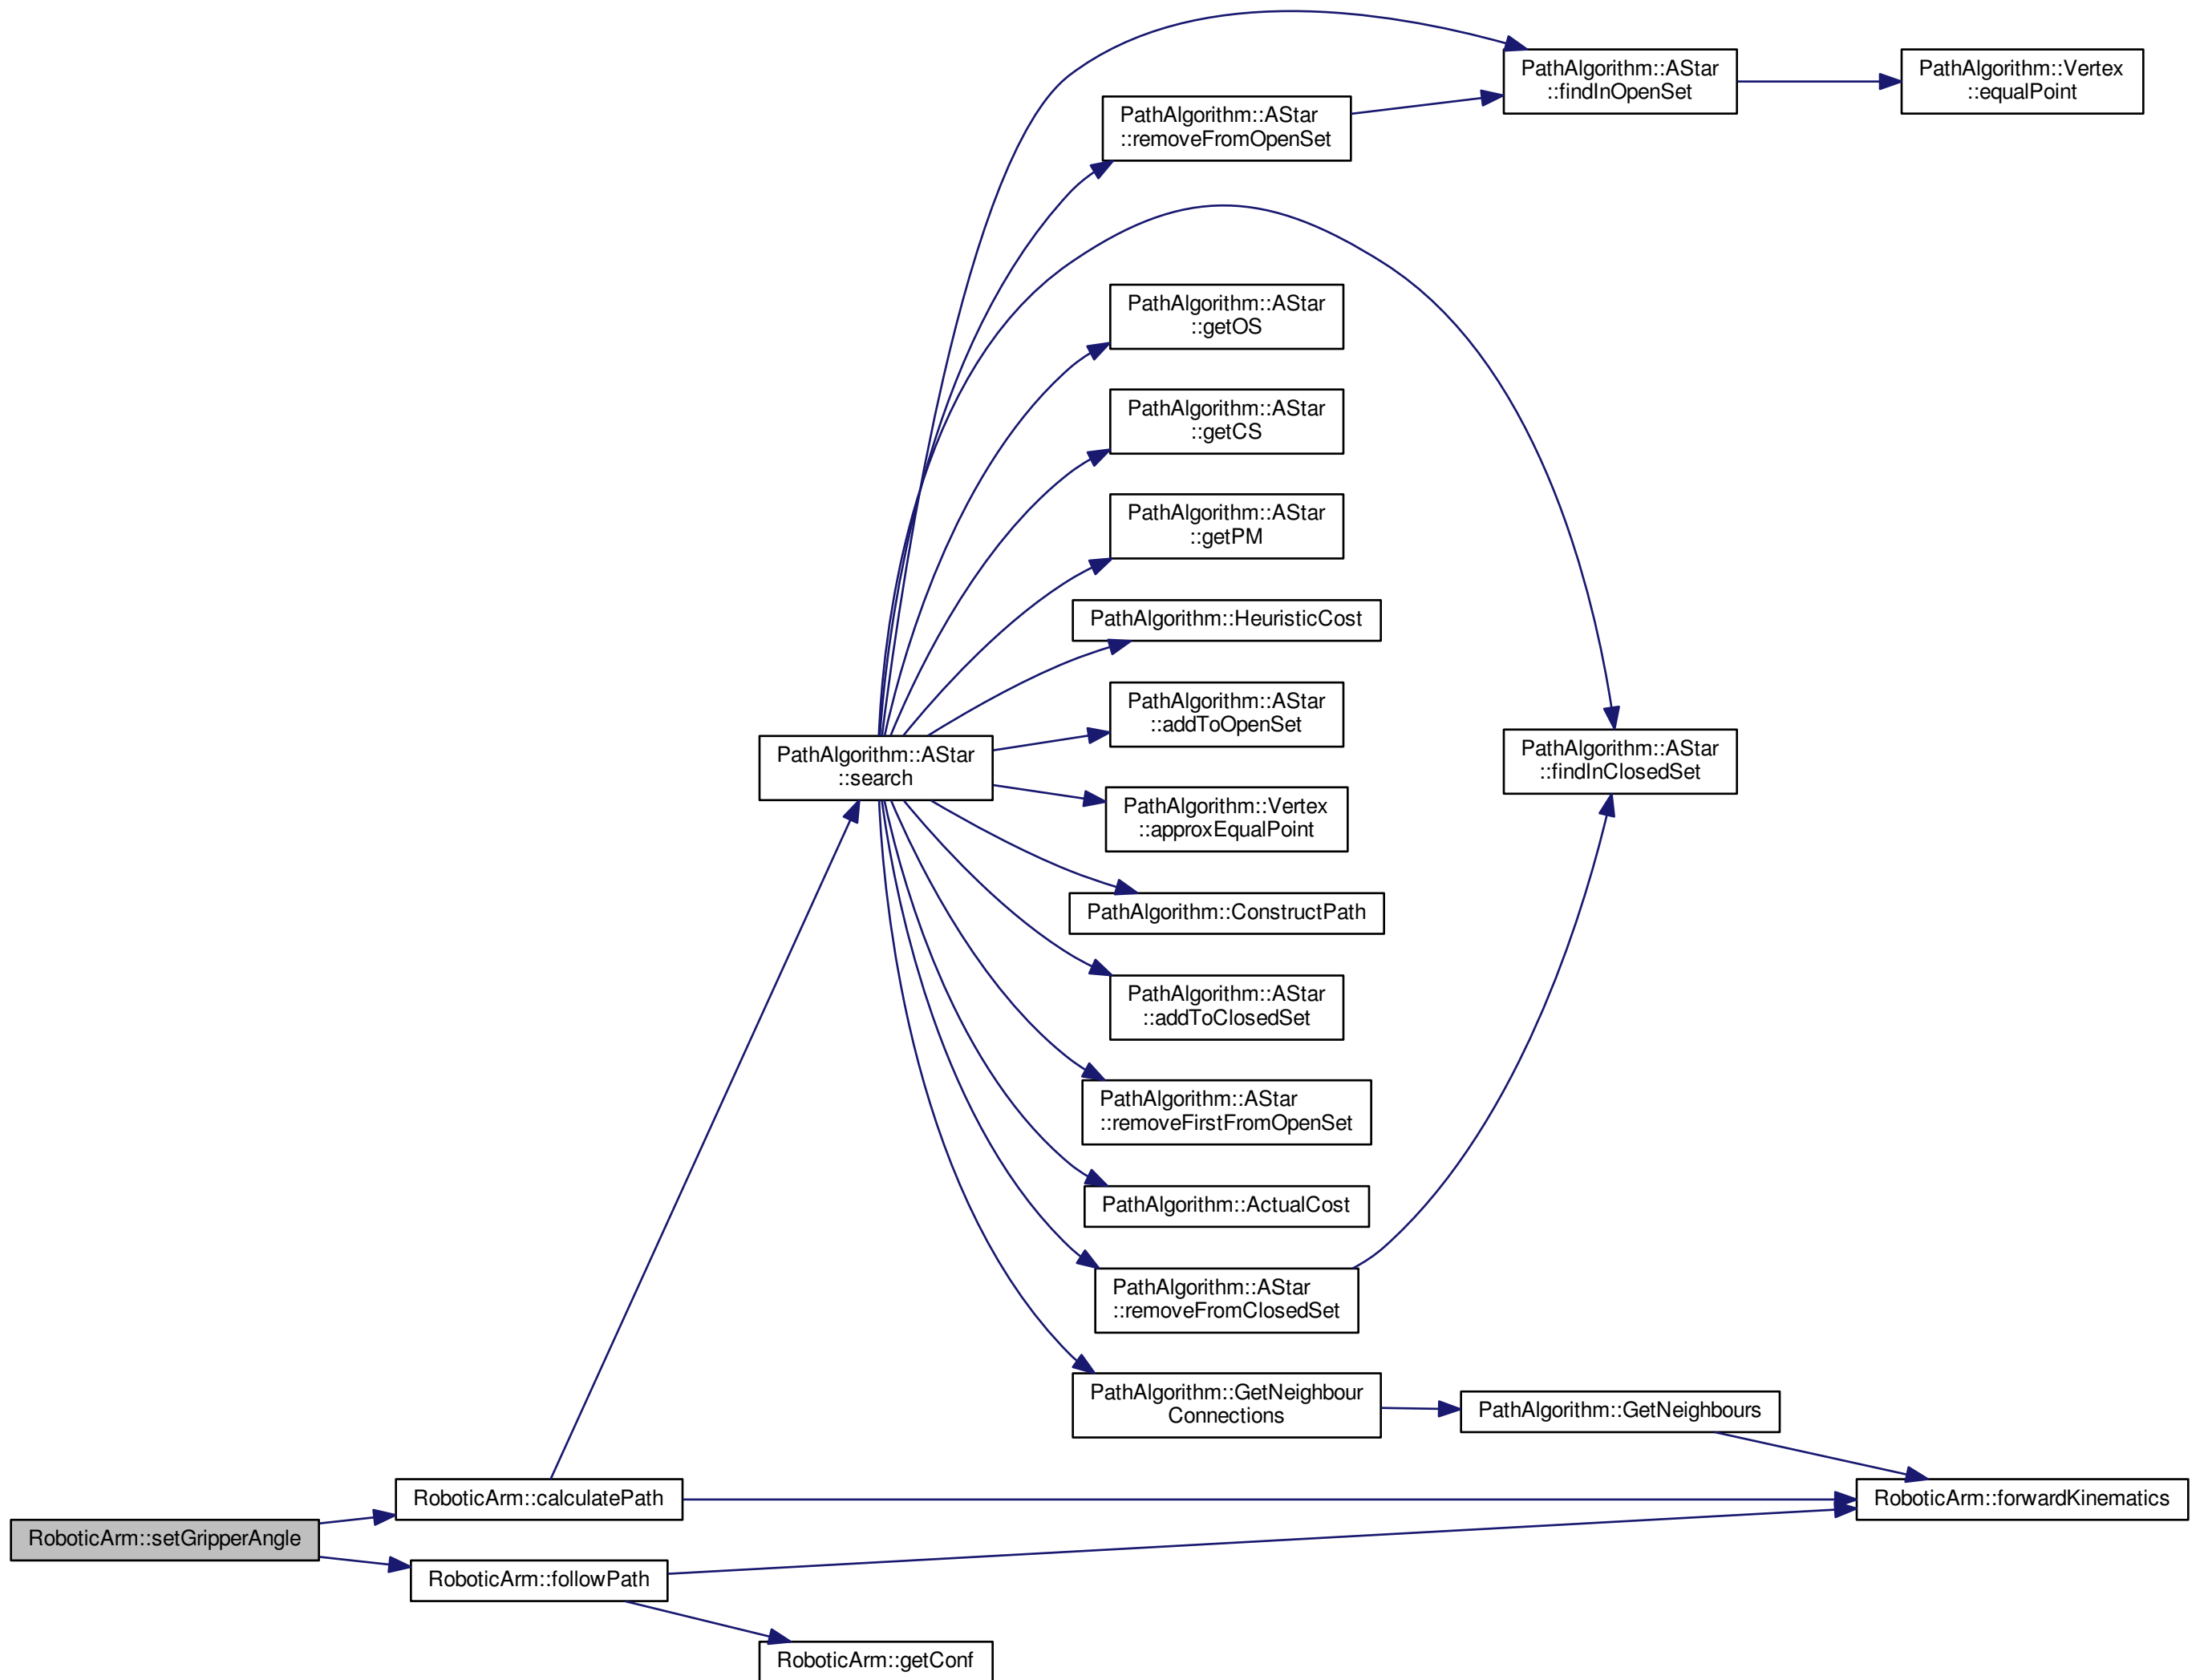 PathAlgorithm::AStar
::findInOpenSet
PathAlgorithm::Vertex
::equalPoint
PathAlgorithm::AStar
::removeFromOpenSet
PathAlgorithm::AStar
::getOS
PathAlgorithm::AStar
::getCS
PathAlgorithm::AStar
::getPM
PathAlgorithm::HeuristicCost
PathAlgorithm::AStar
::addToOpenSet
PathAlgorithm::AStar
::search
PathAlgorithm::AStar
::findInClosedSet
PathAlgorithm::Vertex
::approxEqualPoint
PathAlgorithm::ConstructPath
PathAlgorithm::AStar
::addToClosedSet
PathAlgorithm::AStar
::removeFirstFromOpenSet
PathAlgorithm::ActualCost
PathAlgorithm::AStar
::removeFromClosedSet
PathAlgorithm::GetNeighbour
Connections
PathAlgorithm::GetNeighbours
RoboticArm::calculatePath
RoboticArm::forwardKinematics
RoboticArm::setGripperAngle
RoboticArm::followPath
RoboticArm::getConf